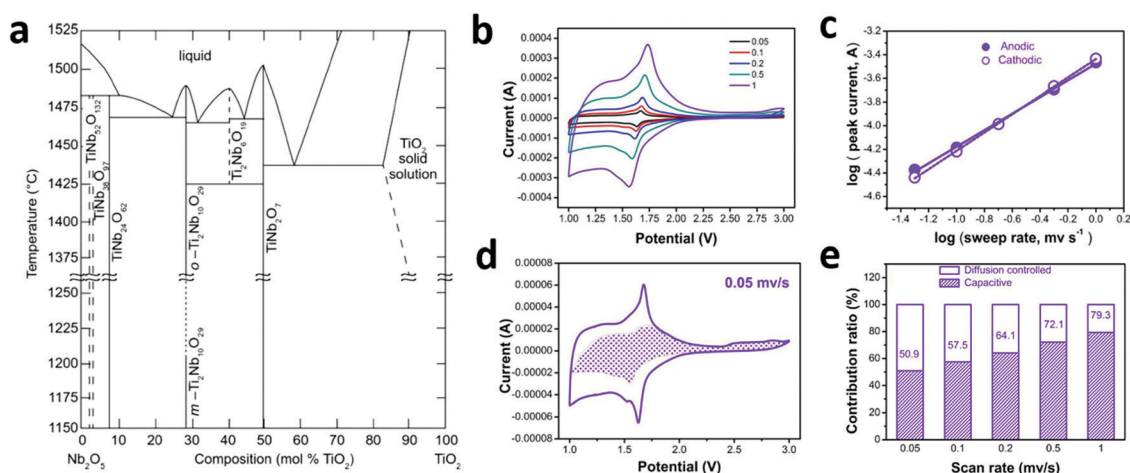 a
1525
1500
1475
1450
1425
1400
1375
1250
1225
1200
1175
1150
Temperature (°C)
liquid
TiNb52O132
TiNb38O97
TiNb24O62
o –Ti2Nb10O29
m –Ti2Nb10O29
Ti2Nb6O19
TiNb2O7
TiO2
solid
solution
0 10 20 30 40 50 60 70 80 90 100
Nb2O5 Composition (mol % TiO2) TiO2
b
0.0004
0.0003
0.0002
0.0001
0.0000
-0.0001
-0.0002
-0.0003
-0.0004
Current (A)
0.05
0.1
0.2
0.5
1
1.00 1.25 1.50 1.75 2.00 2.25 2.50 2.75 3.00
Potential (V)
c
-3.2
-3.4
-3.6
-3.8
-4.0
-4.2
-4.4
-4.6
log( peak current, A)
Anodic
Cathodic
-1.4 -1.2 -1.0 -0.8 -0.6 -0.4 -0.2 0.0
log (sweep rate, mv s-1)
d
0.00008
0.00006
0.00004
0.00002
0.00000
-0.00002
-0.00004
-0.00006
-0.00008
Current (A)
0.05 mv/s
1.0 1.5 2.0 2.5 3.0
Potential (V)
e
120
100
80
60
40
20
0
Contribution ratio (%)
Diffusion controlled
Capacitive
50.9
57.5
64.1
72.1
79.3
0.05 0.1 0.2 0.5 1
Scan rate (mv/s)